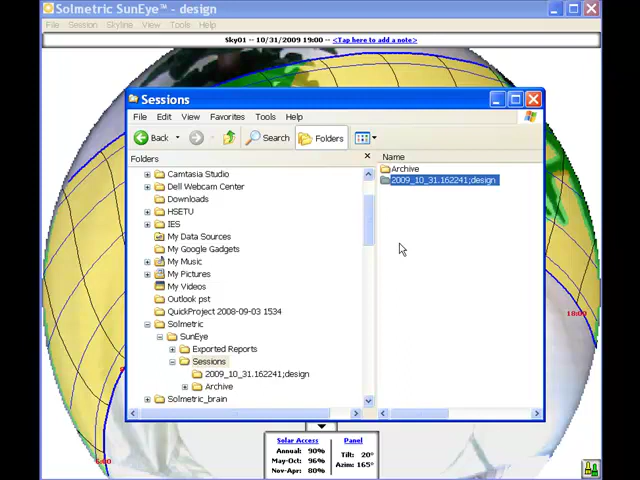 Solmetric SunEye™ - design
File Session Skyline View Tools Help
Sky01 -- 10/31/2009 19:00 -- <Tap here to add a note>
Sessions
File Edit View Favorites Tools Help
Back Search Folders
Folders
Name
Camtasia Studio
Dell Webcam Center
Downloads
HSETU
IES
My Data Sources
My Google Gadgets
My Music
My Pictures
My Videos
Outlook pst
QuickProject 2008-09-03 1534
Solmetric
SunEye
Exported Reports
Sessions
2009_10_31.162241;design
Archive
Solmetric_brain
Archive
2009_10_31.162241;design
18:00
6:00
Solar Access
Annual: 90%
May-Oct: 96%
Nov-Apr: 80%
Panel
Tilt: 20°
Azim: 165°